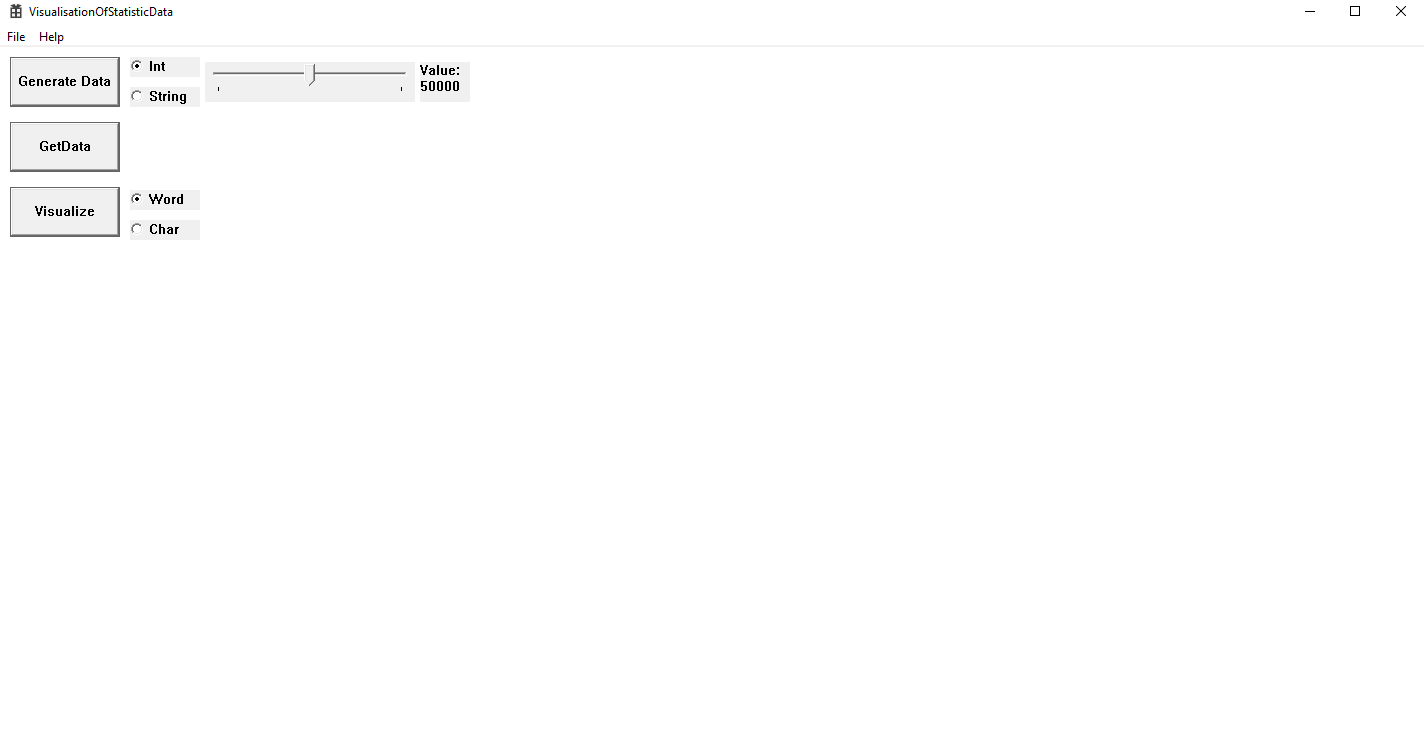 VisualisationOfStatisticData
File Help
Generate Data
Int
String
Value:
50000
GetData
Visualize
Word
Char